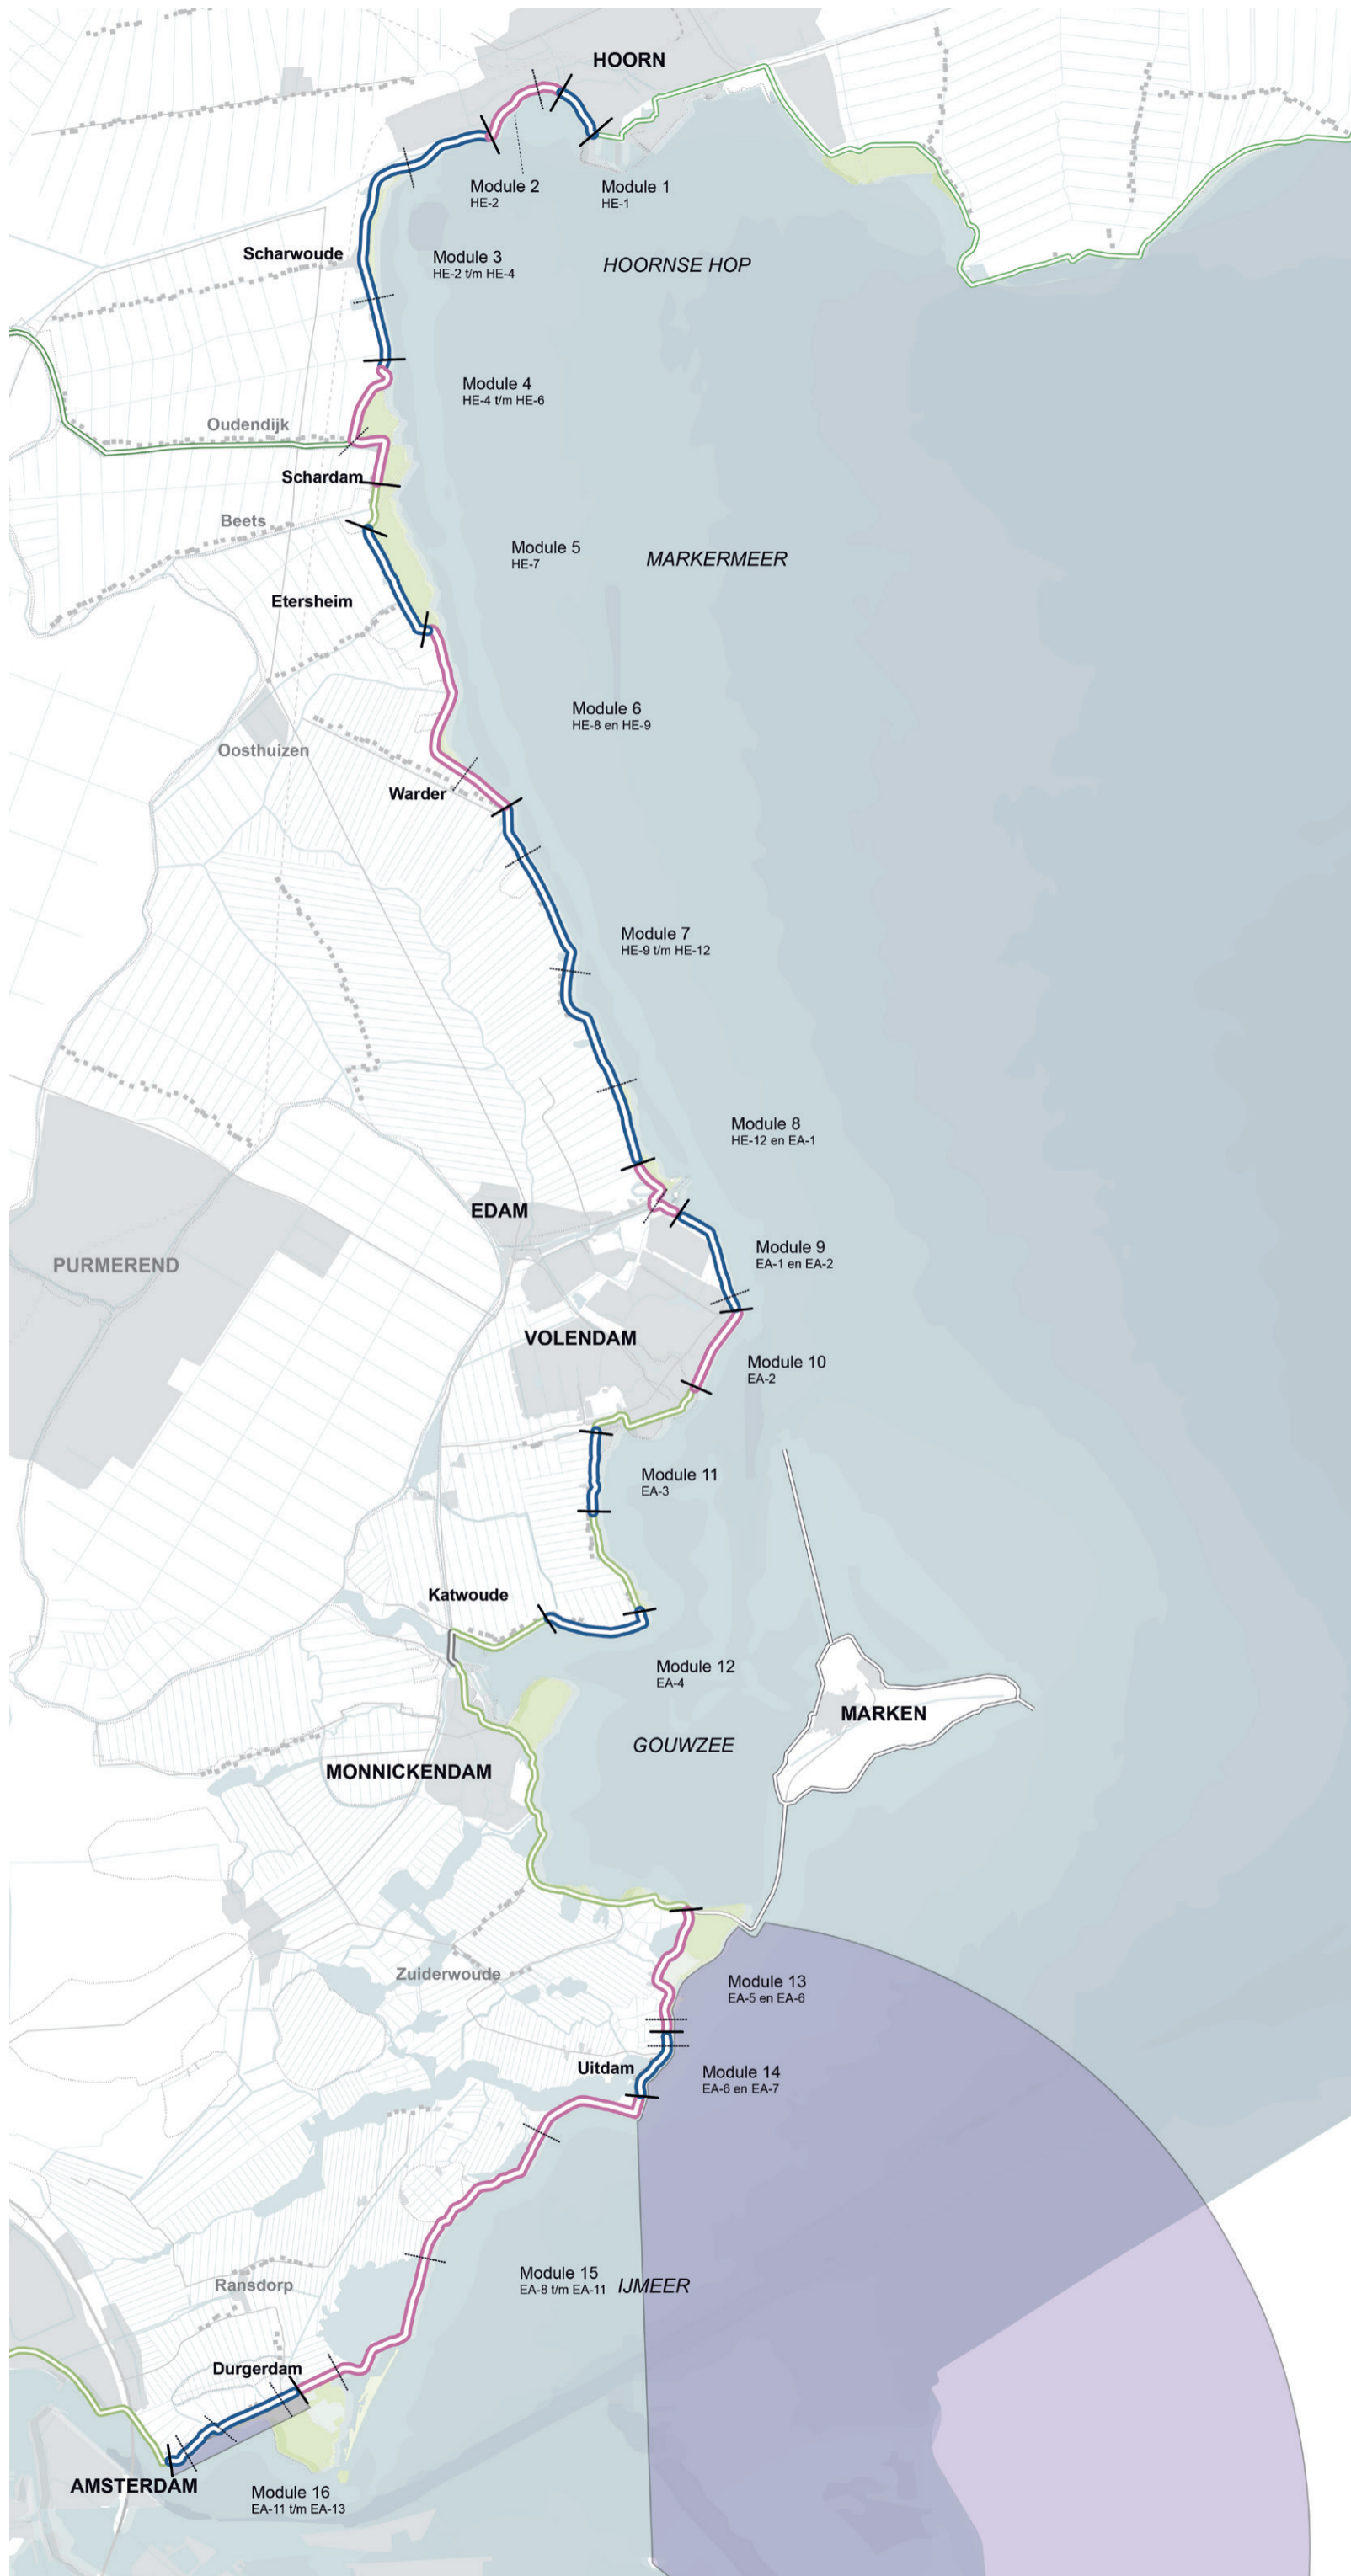 HOORN
Module 2
HE-2
Module 1
HE-1
Scharwoude
Module 3
HE-2 t/m HE-4
HOORNSE HOP
Module 4
HE-4 t/m HE-6
Oudendijk
Schardam
Beets
Module 5
HE-7
MARKERMEER
Etersheim
Module 6
HE-8 en HE-9
Oosthuizen
Warder
Module 7
HE-9 t/m HE-12
Module 8
HE-12 en EA-1
EDAM
Module 9
EA-1 en EA-2
PURMEREND
VOLENDAM
Module 10
EA-2
Module 11
EA-3
Katwoude
Module 12
EA-4
MARKEN
GOUWZEE
MONNICKENDAM
Zuiderwoude
Module 13
EA-5 en EA-6
Uitdam
Module 14
EA-6 en EA-7
Ransdorp
Module 15
EA-8 t/m EA-11
IJMEER
Durgerdam
AMSTERDAM
Module 16
EA-11 t/m EA-13